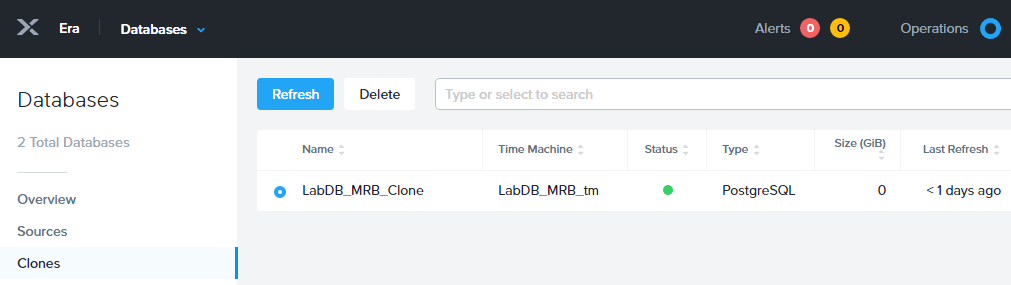 Era Databases Alerts 0 0 Operations
Databases
2 Total Databases
Overview
Sources
Clones
Refresh Delete Type or select to search
Name Time Machine Status Type Size (GiB) Last Refresh
LabDB_MRB_Clone LabDB_MRB_tm PostgreSQL 0 < 1 days ago